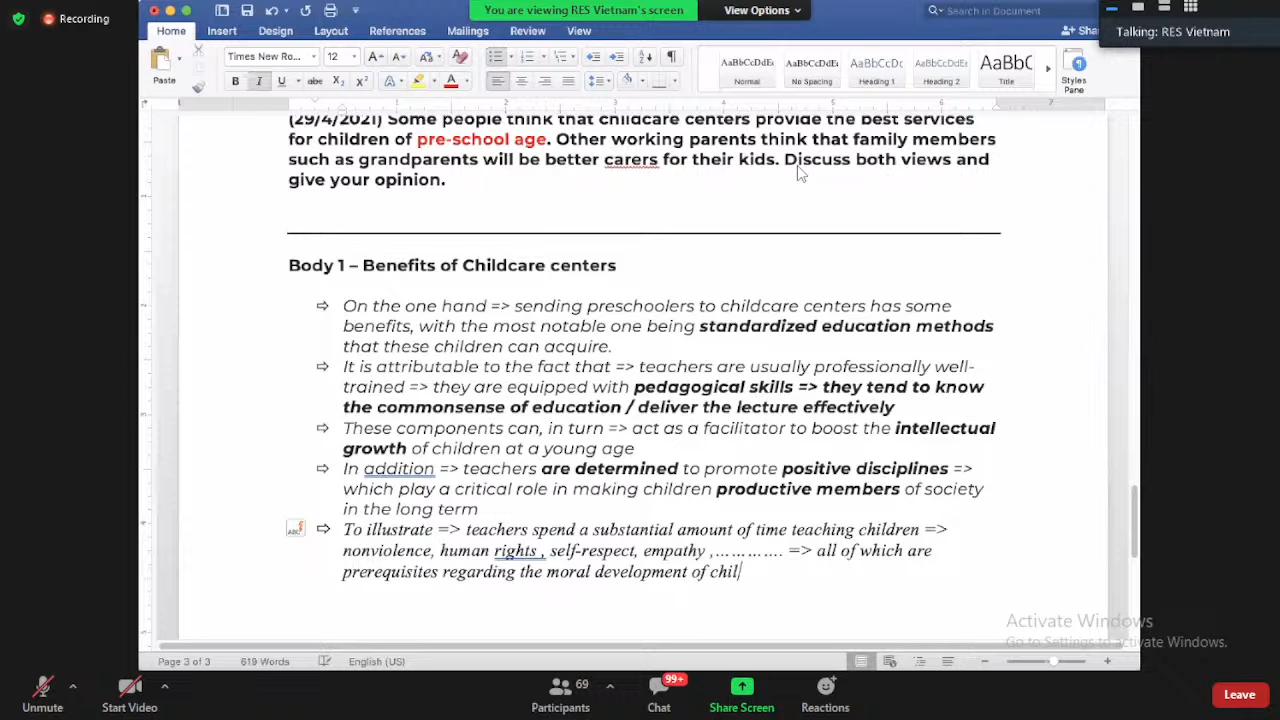 Recording
You are viewing RES Vietnam's screen
View Options
Search in Document
Talking: RES Vietnam
Home Insert Design Layout References Mailings Review View
Sha
Paste
Times New Ro... 12
AaBbCcDdEe AaBbCcDdEe AaBbCcDc AaBbCcDdEe AaBbC
Normal No Spacing Heading 1 Heading 2 Title
Styles
Pane
(29/4/2021) Some people think that childcare centers provide the best services
for children of pre-school age. Other working parents think that family members
such as grandparents will be better carers for their kids. Discuss both views and
give your opinion.
Body 1 – Benefits of Childcare centers
⇨ On the one hand => sending preschoolers to childcare centers has some
benefits, with the most notable one being standardized education methods
that these children can acquire.
⇨ It is attributable to the fact that => teachers are usually professionally well-
trained => they are equipped with pedagogical skills => they tend to know
the commonsense of education / deliver the lecture effectively
⇨ These components can, in turn => act as a facilitator to boost the intellectual
growth of children at a young age
⇨ In addition => teachers are determined to promote positive disciplines =>
which play a critical role in making children productive members of society
in the long term
⇨ To illustrate => teachers spend a substantial amount of time teaching children =>
nonviolence, human rights , self-respect, empathy ,…………. => all of which are
prerequisites regarding the moral development of chil
Activate Windows
Go to Settings to activate Windows.
Page 3 of 3 619 Words English (US)
Unmute
Start Video
69
Participants
99+
Chat
Share Screen
Reactions
Leave